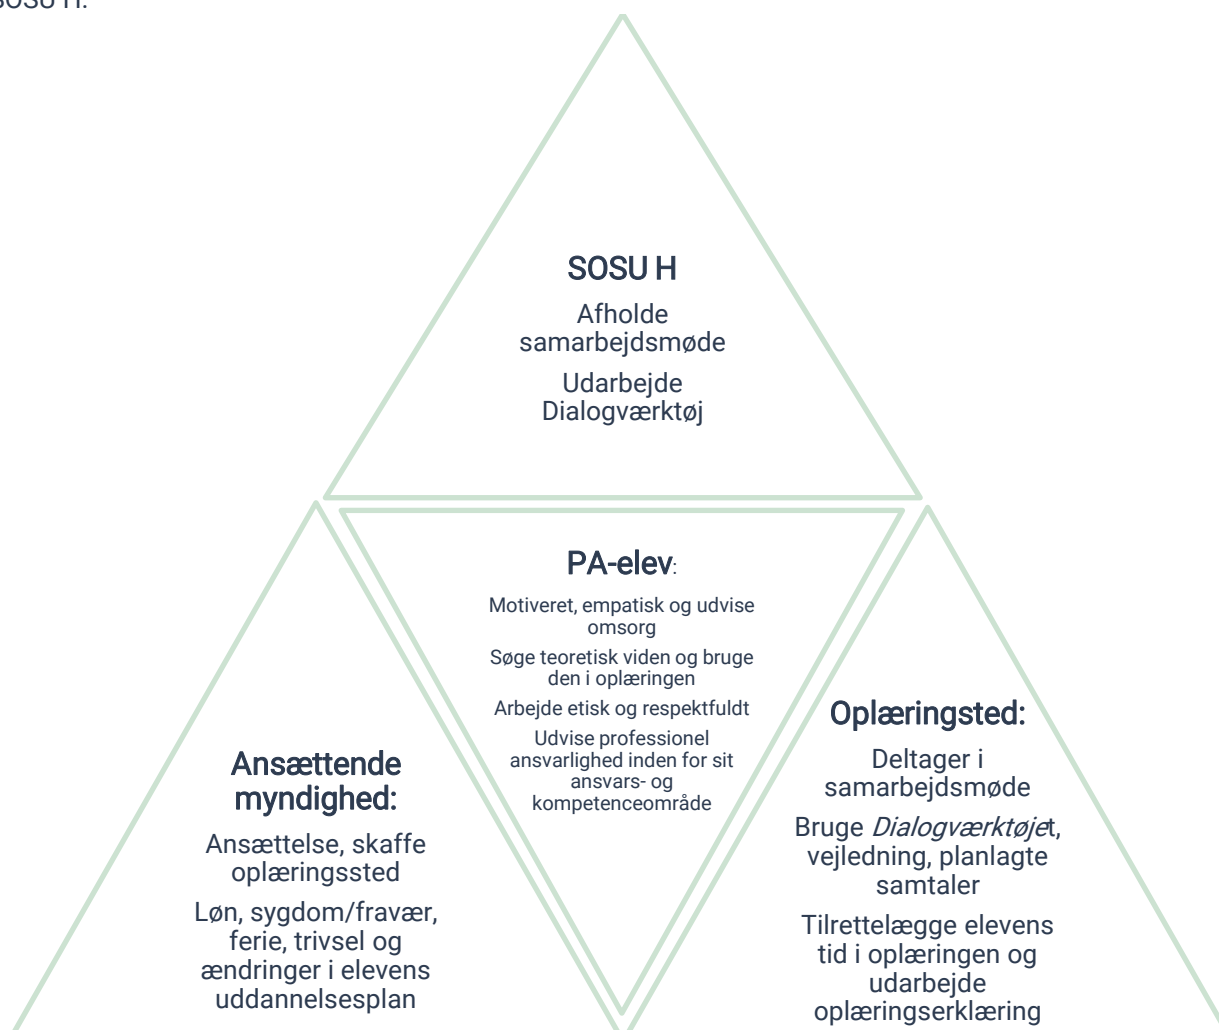 SOSU H.
SOSU H
Afholde
samarbejdsmøde
Udarbejde
Dialogværktøj
PA-elev:
Motiveret, empatisk og udvise
omsorg
Søge teoretisk viden og bruge
den i oplæringen
Arbejde etisk og respektfuldt
Udvise professionel
ansvarlighed inden for sit
ansvars- og
kompetenceområde
Ansættende
myndighed:
Ansættelse, skaffe
oplæringssted
Løn, sygdom/fravær,
ferie, trivsel og
ændringer i elevens
uddannelsesplan
Oplæringsted:
Deltager i
samarbejdsmøde
Bruge Dialogværktøjet,
vejledning, planlagte
samtaler
Tilrettelægge elevens
tid i oplæringen og
udarbejde
oplæringserklæring